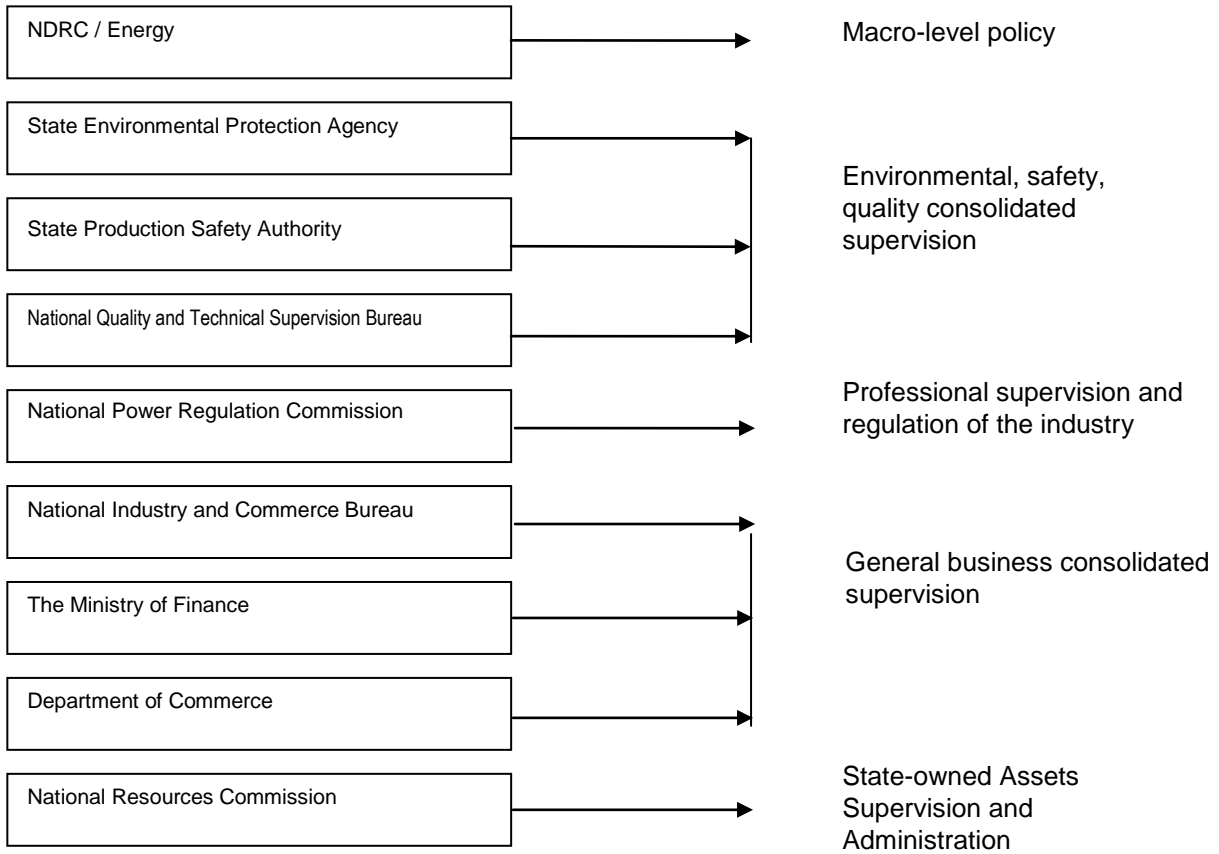 NDRC / Energy
Macro-level policy
State Environmental Protection Agency
State Production Safety Authority
National Quality and Technical Supervision Bureau
Environmental, safety,
quality consolidated
supervision
National Power Regulation Commission
Professional supervision and
regulation of the industry
National Industry and Commerce Bureau
The Ministry of Finance
Department of Commerce
General business consolidated
supervision
National Resources Commission
State-owned Assets
Supervision and
Administration